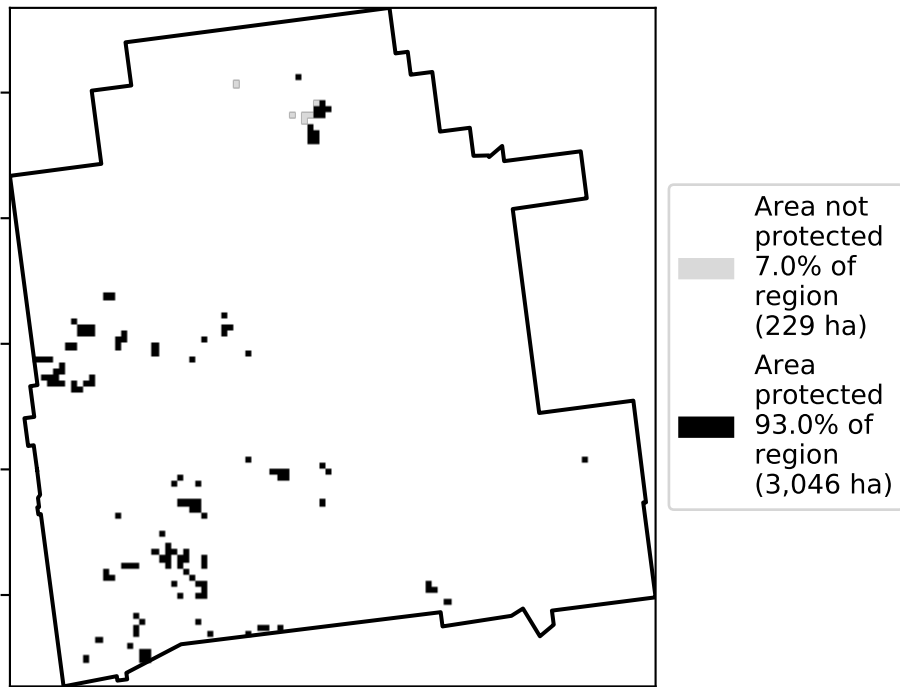 Area not
protected
7.0% of
region
(229 ha)
Area
protected
93.0% of
region
(3,046 ha)